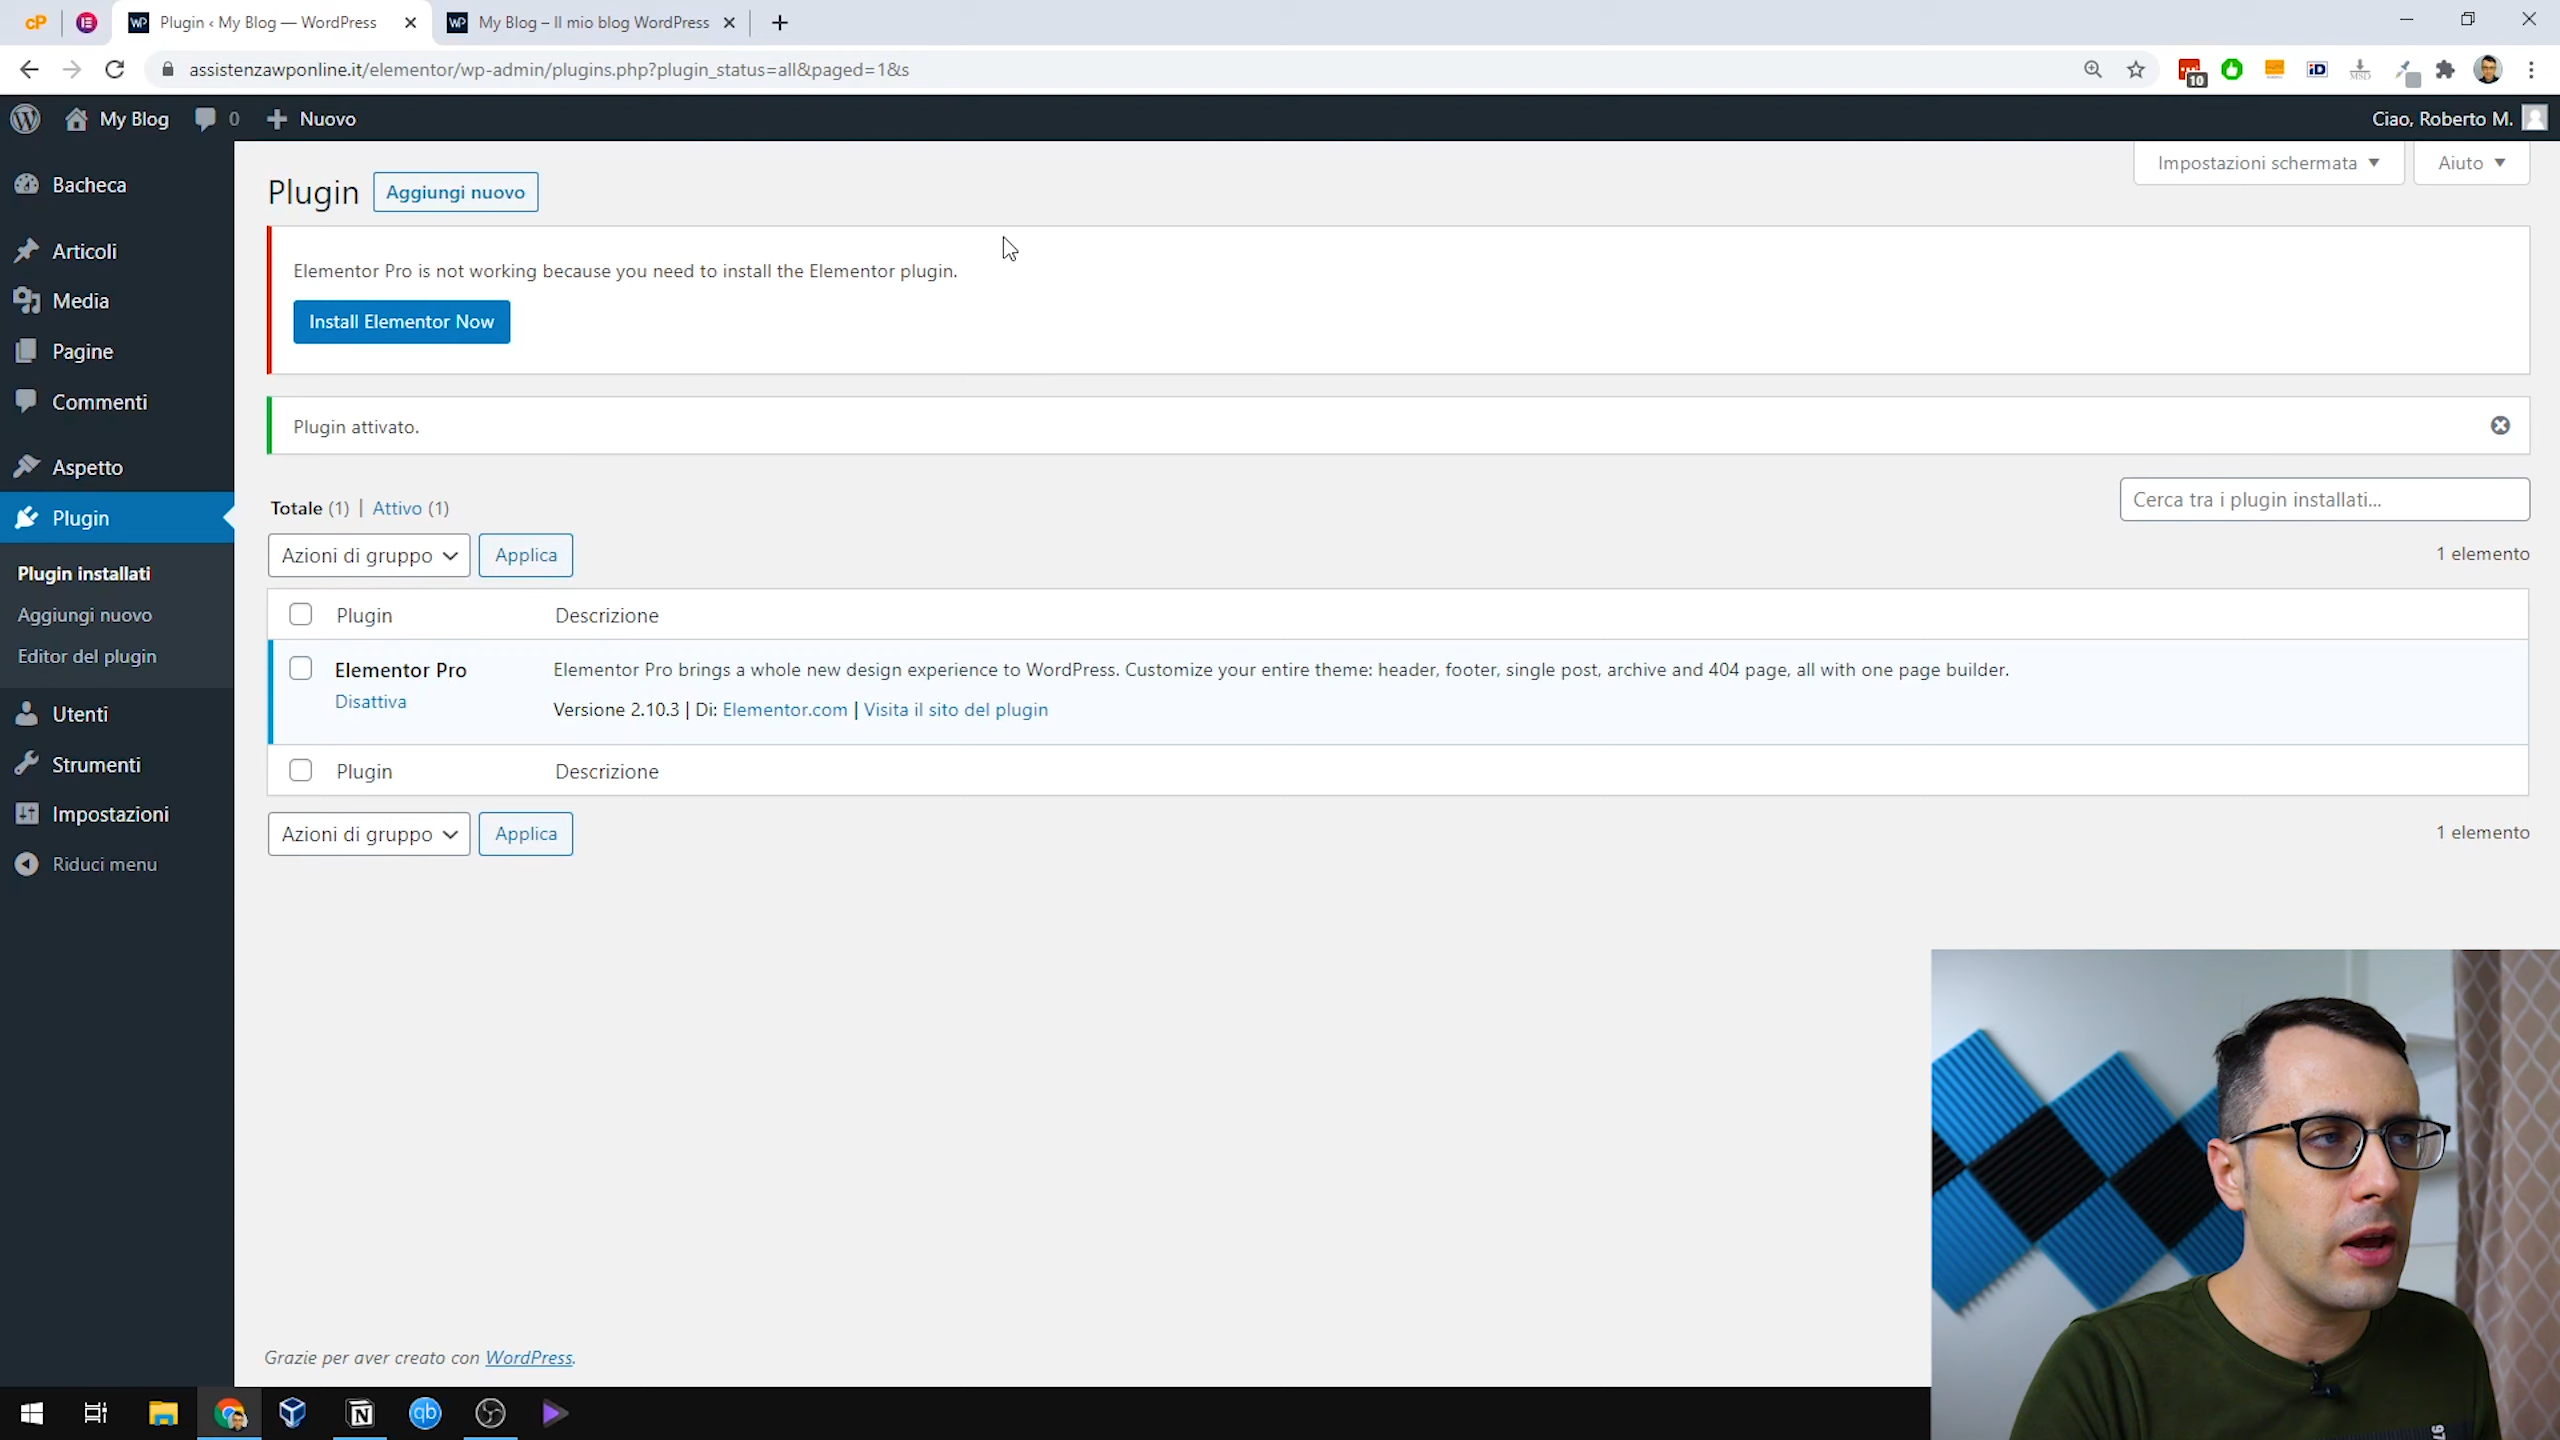 cP
Plugin ‹ My Blog — WordPress
WP My Blog – Il mio blog WordPress
assistenzawponline.it/elementor/wp-admin/plugins.php?plugin_status=all&paged=1&s
10
iD
MSD
My Blog
0
Nuovo
Ciao, Roberto M.
Bacheca
Articoli
Media
Pagine
Commenti
Aspetto
Plugin
Plugin installati
Aggiungi nuovo
Editor del plugin
Utenti
Strumenti
Impostazioni
Riduci menu
Impostazioni schermata
Aiuto
Plugin
Aggiungi nuovo
Elementor Pro is not working because you need to install the Elementor plugin.
Install Elementor Now
Plugin attivato.
Totale (1) | Attivo (1)
Cerca tra i plugin installati...
Azioni di gruppo
Applica
1 elemento
Plugin
Descrizione
Elementor Pro
Disattiva
Elementor Pro brings a whole new design experience to WordPress. Customize your entire theme: header, footer, single post, archive and 404 page, all with one page builder.
Versione 2.10.3 | Di: Elementor.com | Visita il sito del plugin
Plugin
Descrizione
Azioni di gruppo
Applica
1 elemento
Grazie per aver creato con WordPress.
N
qb
97